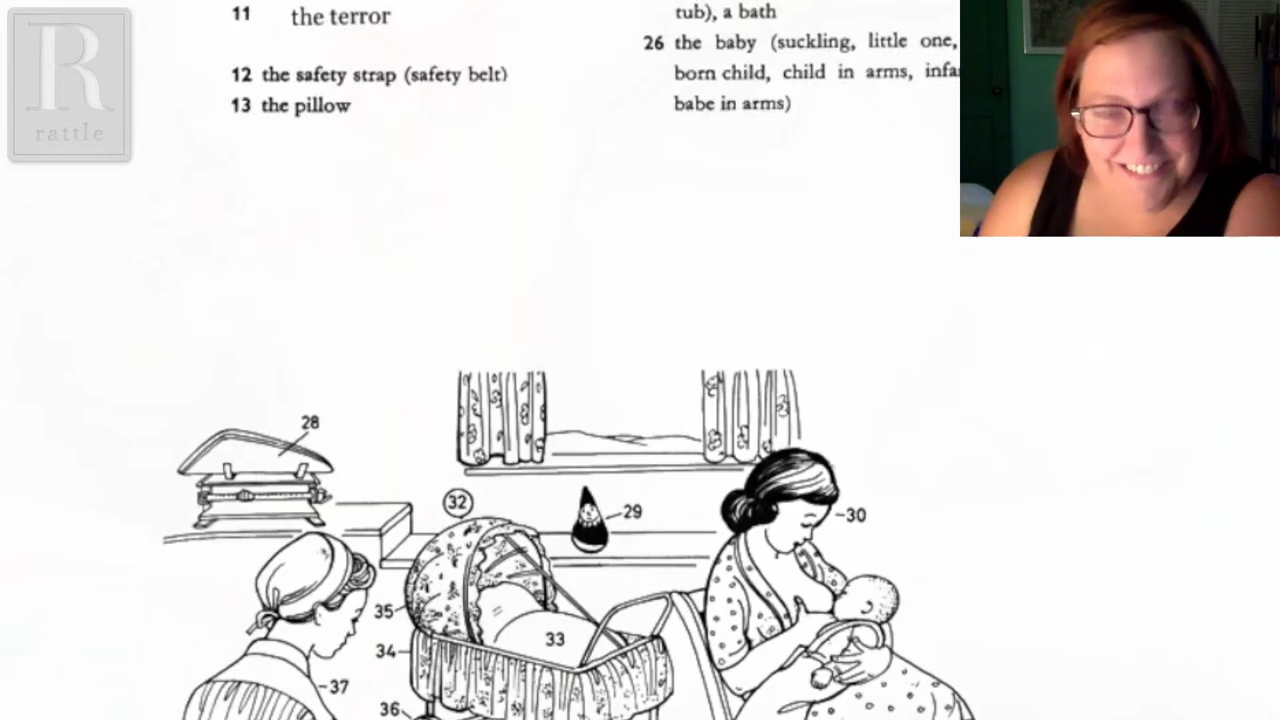 R
rattle
11 the terror
12 the safety strap (safety belt)
13 the pillow
tub), a bath
26 the baby (suckling, little one,
born child, child in arms,
babe in arms)
28
32
29
30
35
33
34
37
36